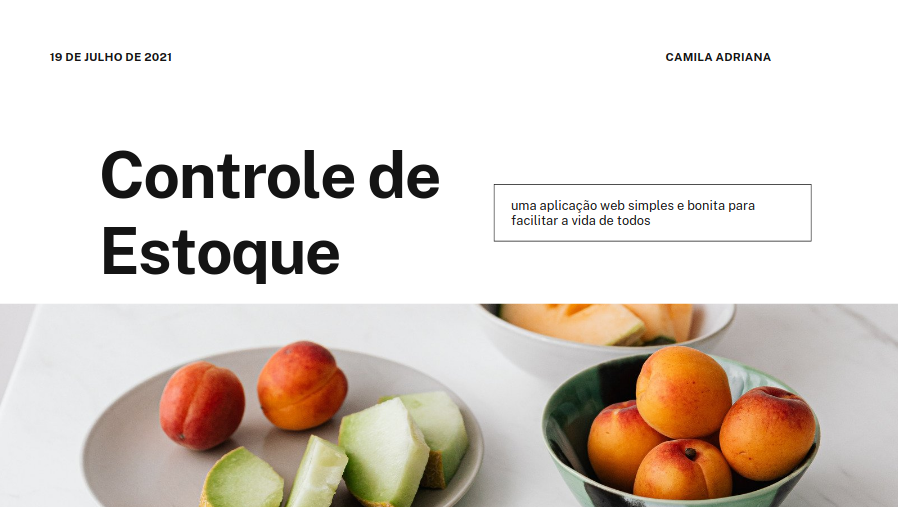 19 DE JULHO DE 2021
CAMILA ADRIANA
Controle de
Estoque
uma aplicação web simples e bonita para
facilitar a vida de todos